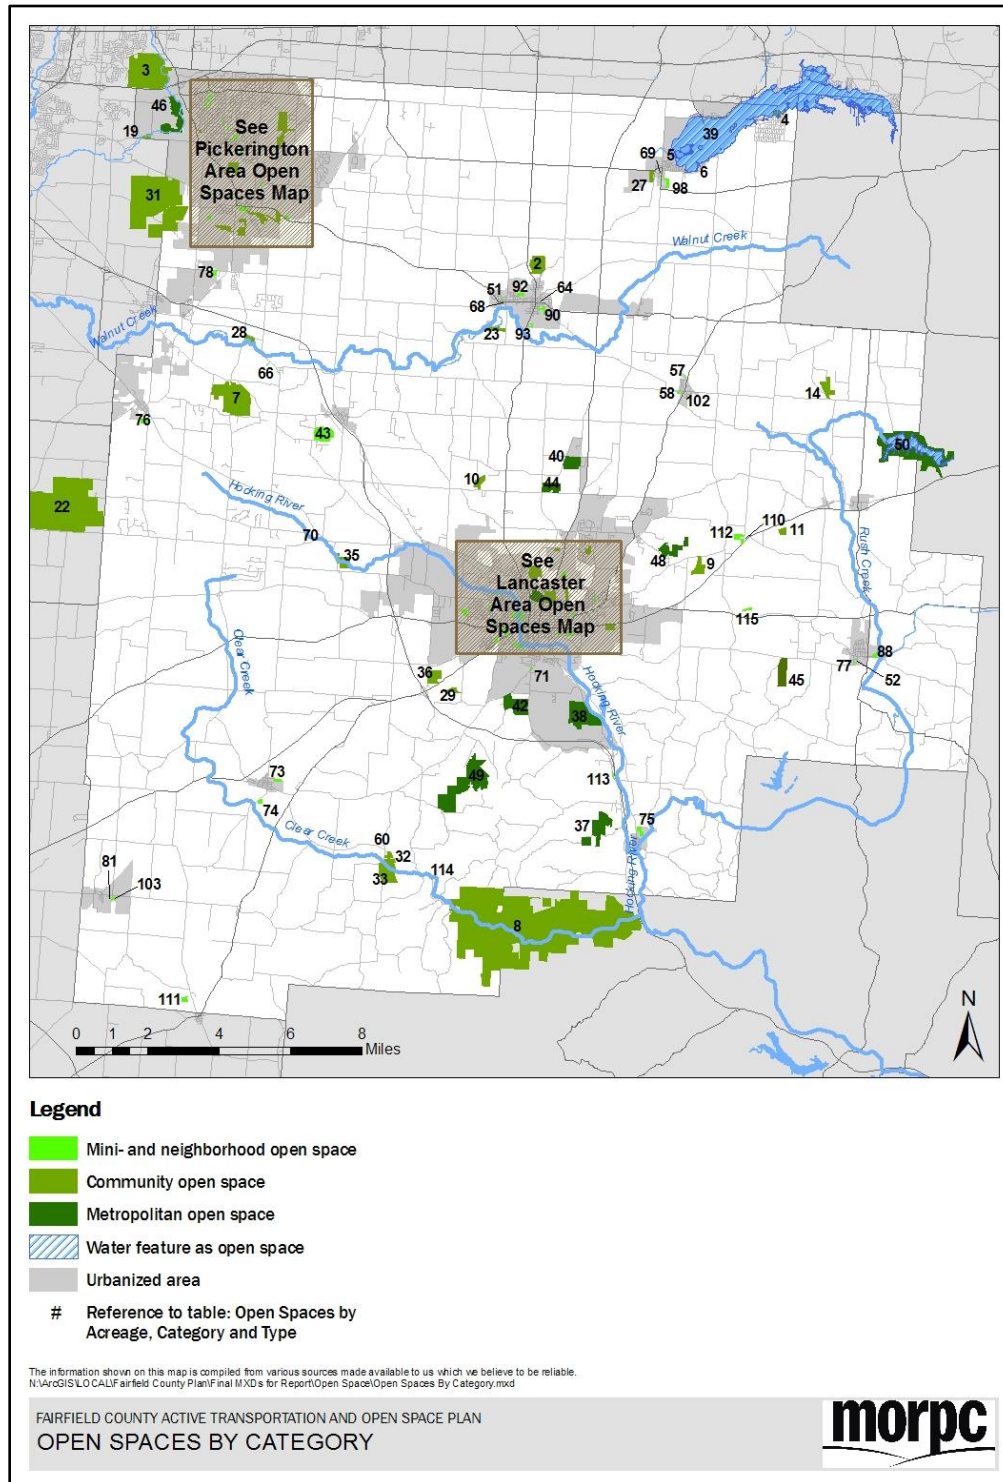 3
46
19
See
Pickerington
Area Open
Spaces Map
31
78
39
4
69
5
6
27
98
Walnut Creek
2
51
92
64
68
90
23
93
Walnut Creek
28
66
7
76
43
57
58
102
14
50
40
44
10
22
Hocking River
70
35
See
Lancaster
Area Open
Spaces Map
112
110
11
48
9
Rush Creek
115
88
77
52
45
Clear Creek
36
29
71
42
38
Hocking River
49
113
37
75
73
74
Clear Creek
60
32
33
114
Hocking River
81
103
8
111
N
0 1 2 4 6 8
Miles
Legend
Mini- and neighborhood open space
Community open space
Metropolitan open space
Water feature as open space
Urbanized area
# Reference to table: Open Spaces by
Acreage, Category and Type
The information shown on this map is compiled from various sources made available to us which we believe to be reliable.
N:\ArcGIS\LOCAL\Fairfield County Plan\Final MXDs for Report\Open Space\Open Spaces By Category.mxd
FAIRFIELD COUNTY ACTIVE TRANSPORTATION AND OPEN SPACE PLAN
OPEN SPACES BY CATEGORY
morpc